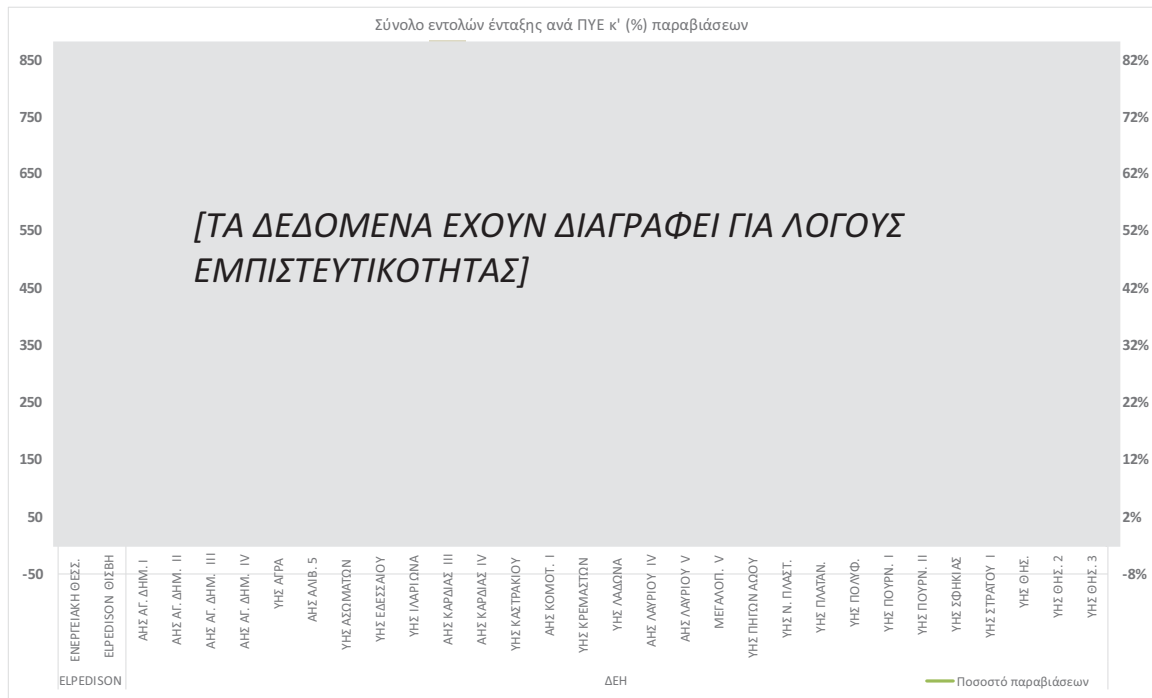 Σύνολο εντολών ένταξης ανά ΠΥΕ κ' (%) παραβιάσεων
850
750
650
550
450
350
250
150
50
-50
82%
72%
62%
52%
42%
32%
22%
12%
2%
-8%
[ΤΑ ΔΕΔΟΜΕΝΑ ΕΧΟΥΝ ΔΙΑΓΡΑΦΕΙ ΓΙΑ ΛΟΓΟΥΣ
ΕΜΠΙΣΤΕΥΤΙΚΟΤΗΤΑΣ]
ΕΝΕΡΓΕΙΑΚΗ ΘΕΣΣ.
ELPEDISON ΘΙΣΒΗ
ΑΗΣ ΑΓ. ΔΗΜ. I
ΑΗΣ ΑΓ. ΔΗΜ. II
ΑΗΣ ΑΓ. ΔΗΜ. III
ΑΗΣ ΑΓ. ΔΗΜ. IV
ΥΗΣ ΑΓΡΑ
ΑΗΣ ΑΛΙΒ. 5
ΥΗΣ ΑΣΩΜΑΤΩΝ
ΥΗΣ ΕΔΕΣΣΑΙΟΥ
ΥΗΣ ΙΛΑΡΙΩΝΑ
ΑΗΣ ΚΑΡΔΙΑΣ III
ΑΗΣ ΚΑΡΔΙΑΣ IV
ΥΗΣ ΚΑΣΤΡΑΚΙΟΥ
ΑΗΣ ΚΟΜΟΤ. I
ΥΗΣ ΚΡΕΜΑΣΤΩΝ
ΥΗΣ ΛΑΔΩΝΑ
ΑΗΣ ΛΑΥΡΙΟΥ IV
ΑΗΣ ΛΑΥΡΙΟΥ V
ΜΕΓΑΛΟΠ. V
ΥΗΣ ΠΗΓΩΝ ΑΩΟΥ
ΥΗΣ Ν. ΠΛΑΣΤ.
ΥΗΣ ΠΛΑΤΑΝ.
ΥΗΣ ΠΟΛΥΦ.
ΥΗΣ ΠΟΥΡΝ. I
ΥΗΣ ΠΟΥΡΝ. II
ΥΗΣ ΣΦΗΚΙΑΣ
ΥΗΣ ΣΤΡΑΤΟΥ I
ΥΗΣ ΘΗΣ.
ΥΗΣ ΘΗΣ. 2
ΥΗΣ ΘΗΣ. 3
ELPEDISON
ΔΕΗ
Ποσοστό παραβιάσεων